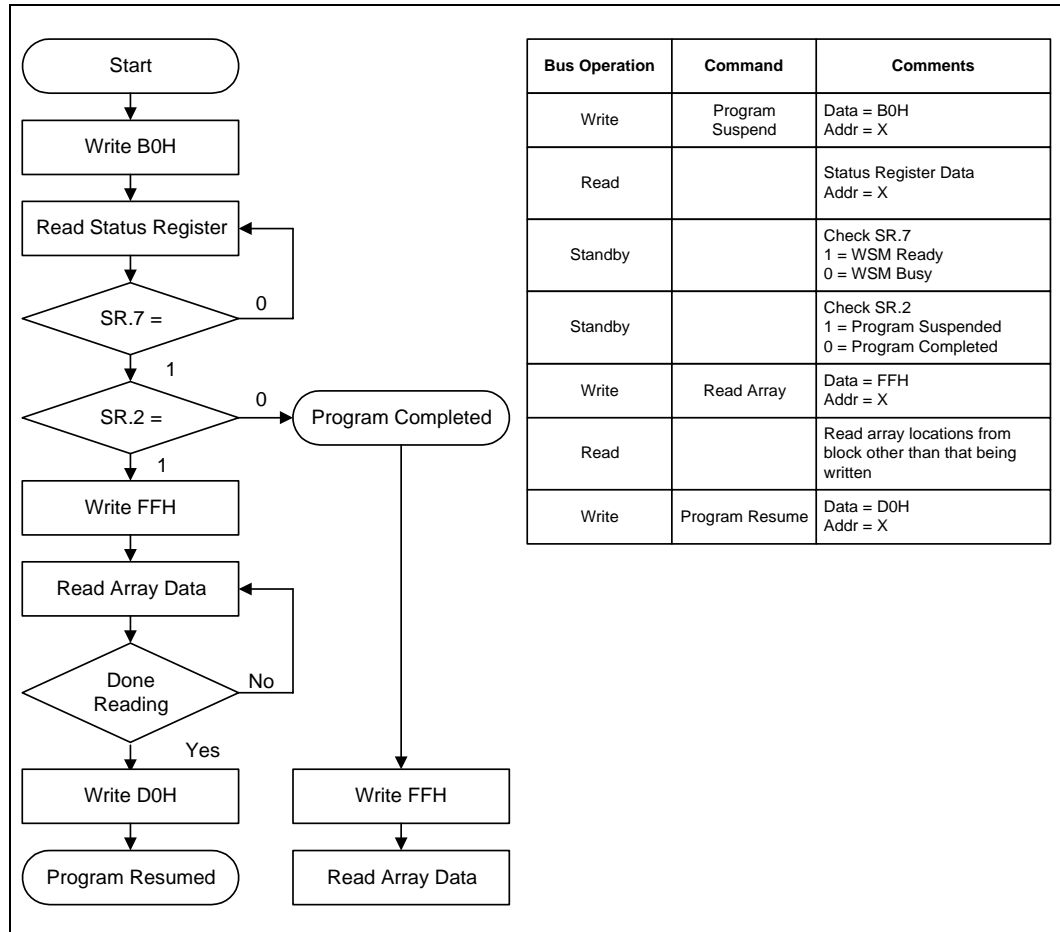 Start
Write B0H
Read Status Register
SR.7 =
0
1
SR.2 =
0
Program Completed
1
Write FFH
Read Array Data
Done
Reading
No
Yes
Write D0H
Write FFH
Program Resumed
Read Array Data
Bus Operation Command Comments
Write Program
Suspend Data = B0H
Addr = X
Read Status Register Data
Addr = X
Standby Check SR.7
1 = WSM Ready
0 = WSM Busy
Standby Check SR.2
1 = Program Suspended
0 = Program Completed
Write Read Array Data = FFH
Addr = X
Read Read array locations from
block other than that being
written
Write Program Resume Data = D0H
Addr = X